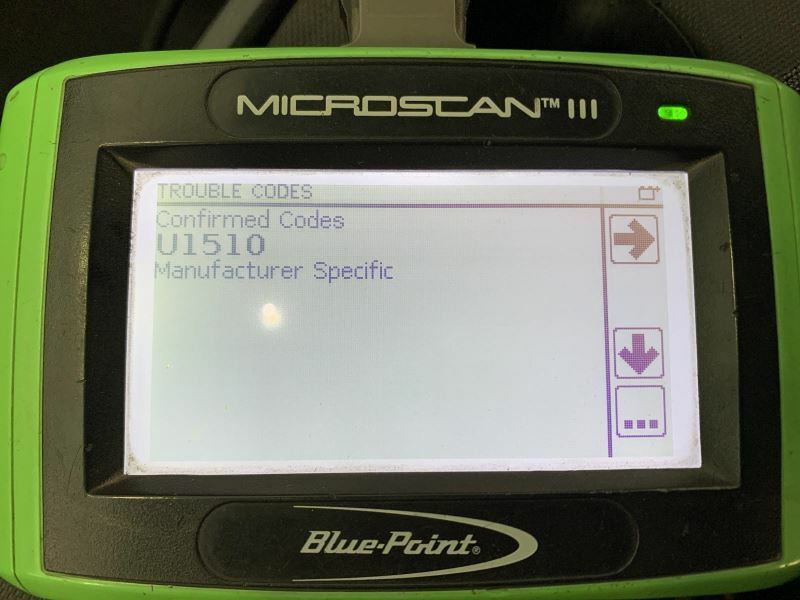 MICROSCAN™ III
TROUBLE CODES
Confirmed Codes
U1510
Manufacturer Specific
Blue-Point®